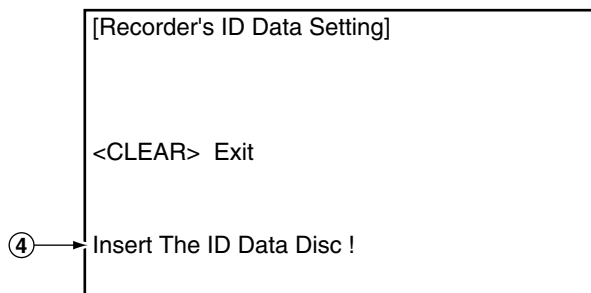 [Recorder's ID Data Setting]
<CLEAR> Exit
④ Insert The ID Data Disc !